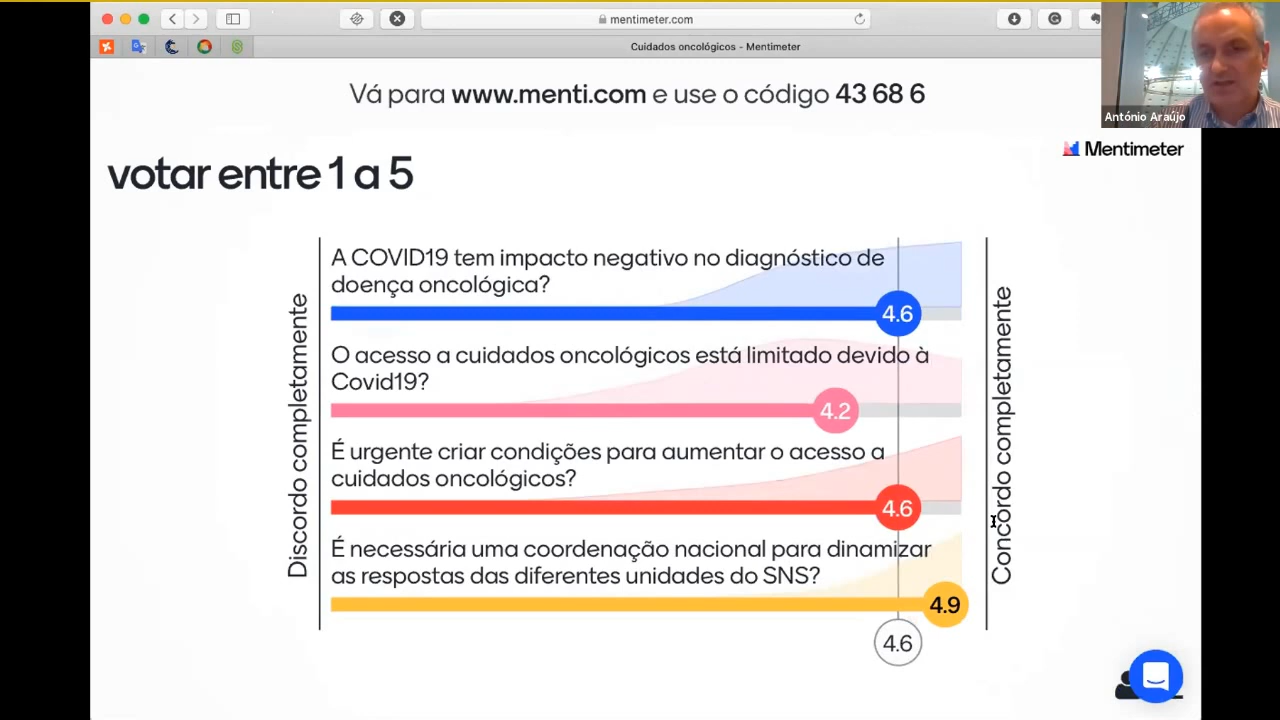 mentimeter.com
Cuidados oncológicos - Mentimeter
António Araújo
Vá para www.menti.com e use o código 43 68 6
Mentimeter
votar entre 1 a 5
Discordo completamente
A COVID19 tem impacto negativo no diagnóstico de
doença oncológica?
4.6
O acesso a cuidados oncológicos está limitado devido à
Covid19?
4.2
É urgente criar condições para aumentar o acesso a
cuidados oncológicos?
4.6
É necessária uma coordenação nacional para dinamizar
as respostas das diferentes unidades do SNS?
4.9
4.6
Concordo completamente